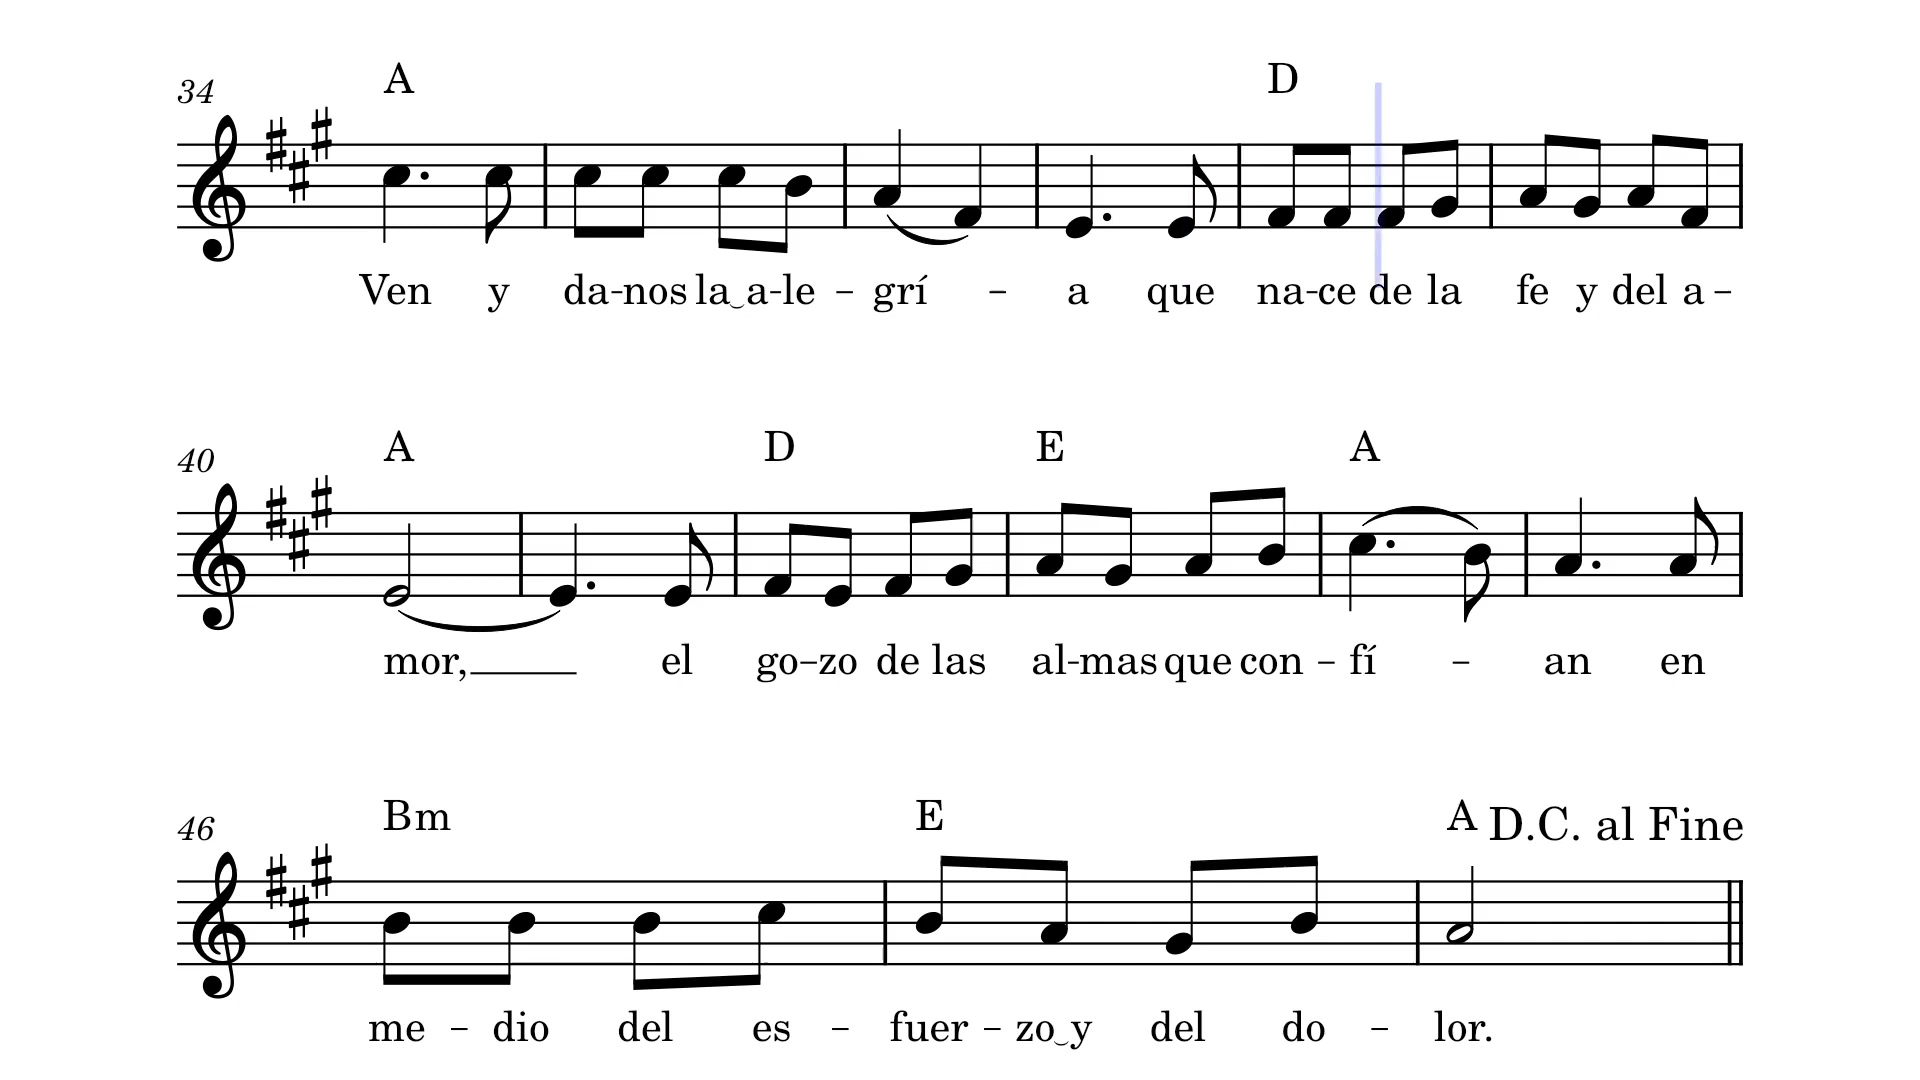 34 A D
Ven y da-nos la‿a-le - grí - a que na-ce de la fe y del a -
40 A D E A
mor, el go-zo de las al-mas que con - fí - an en
46 Bm E A D.C. al Fine
me - dio del es - fuer - zo‿y del do - lor.